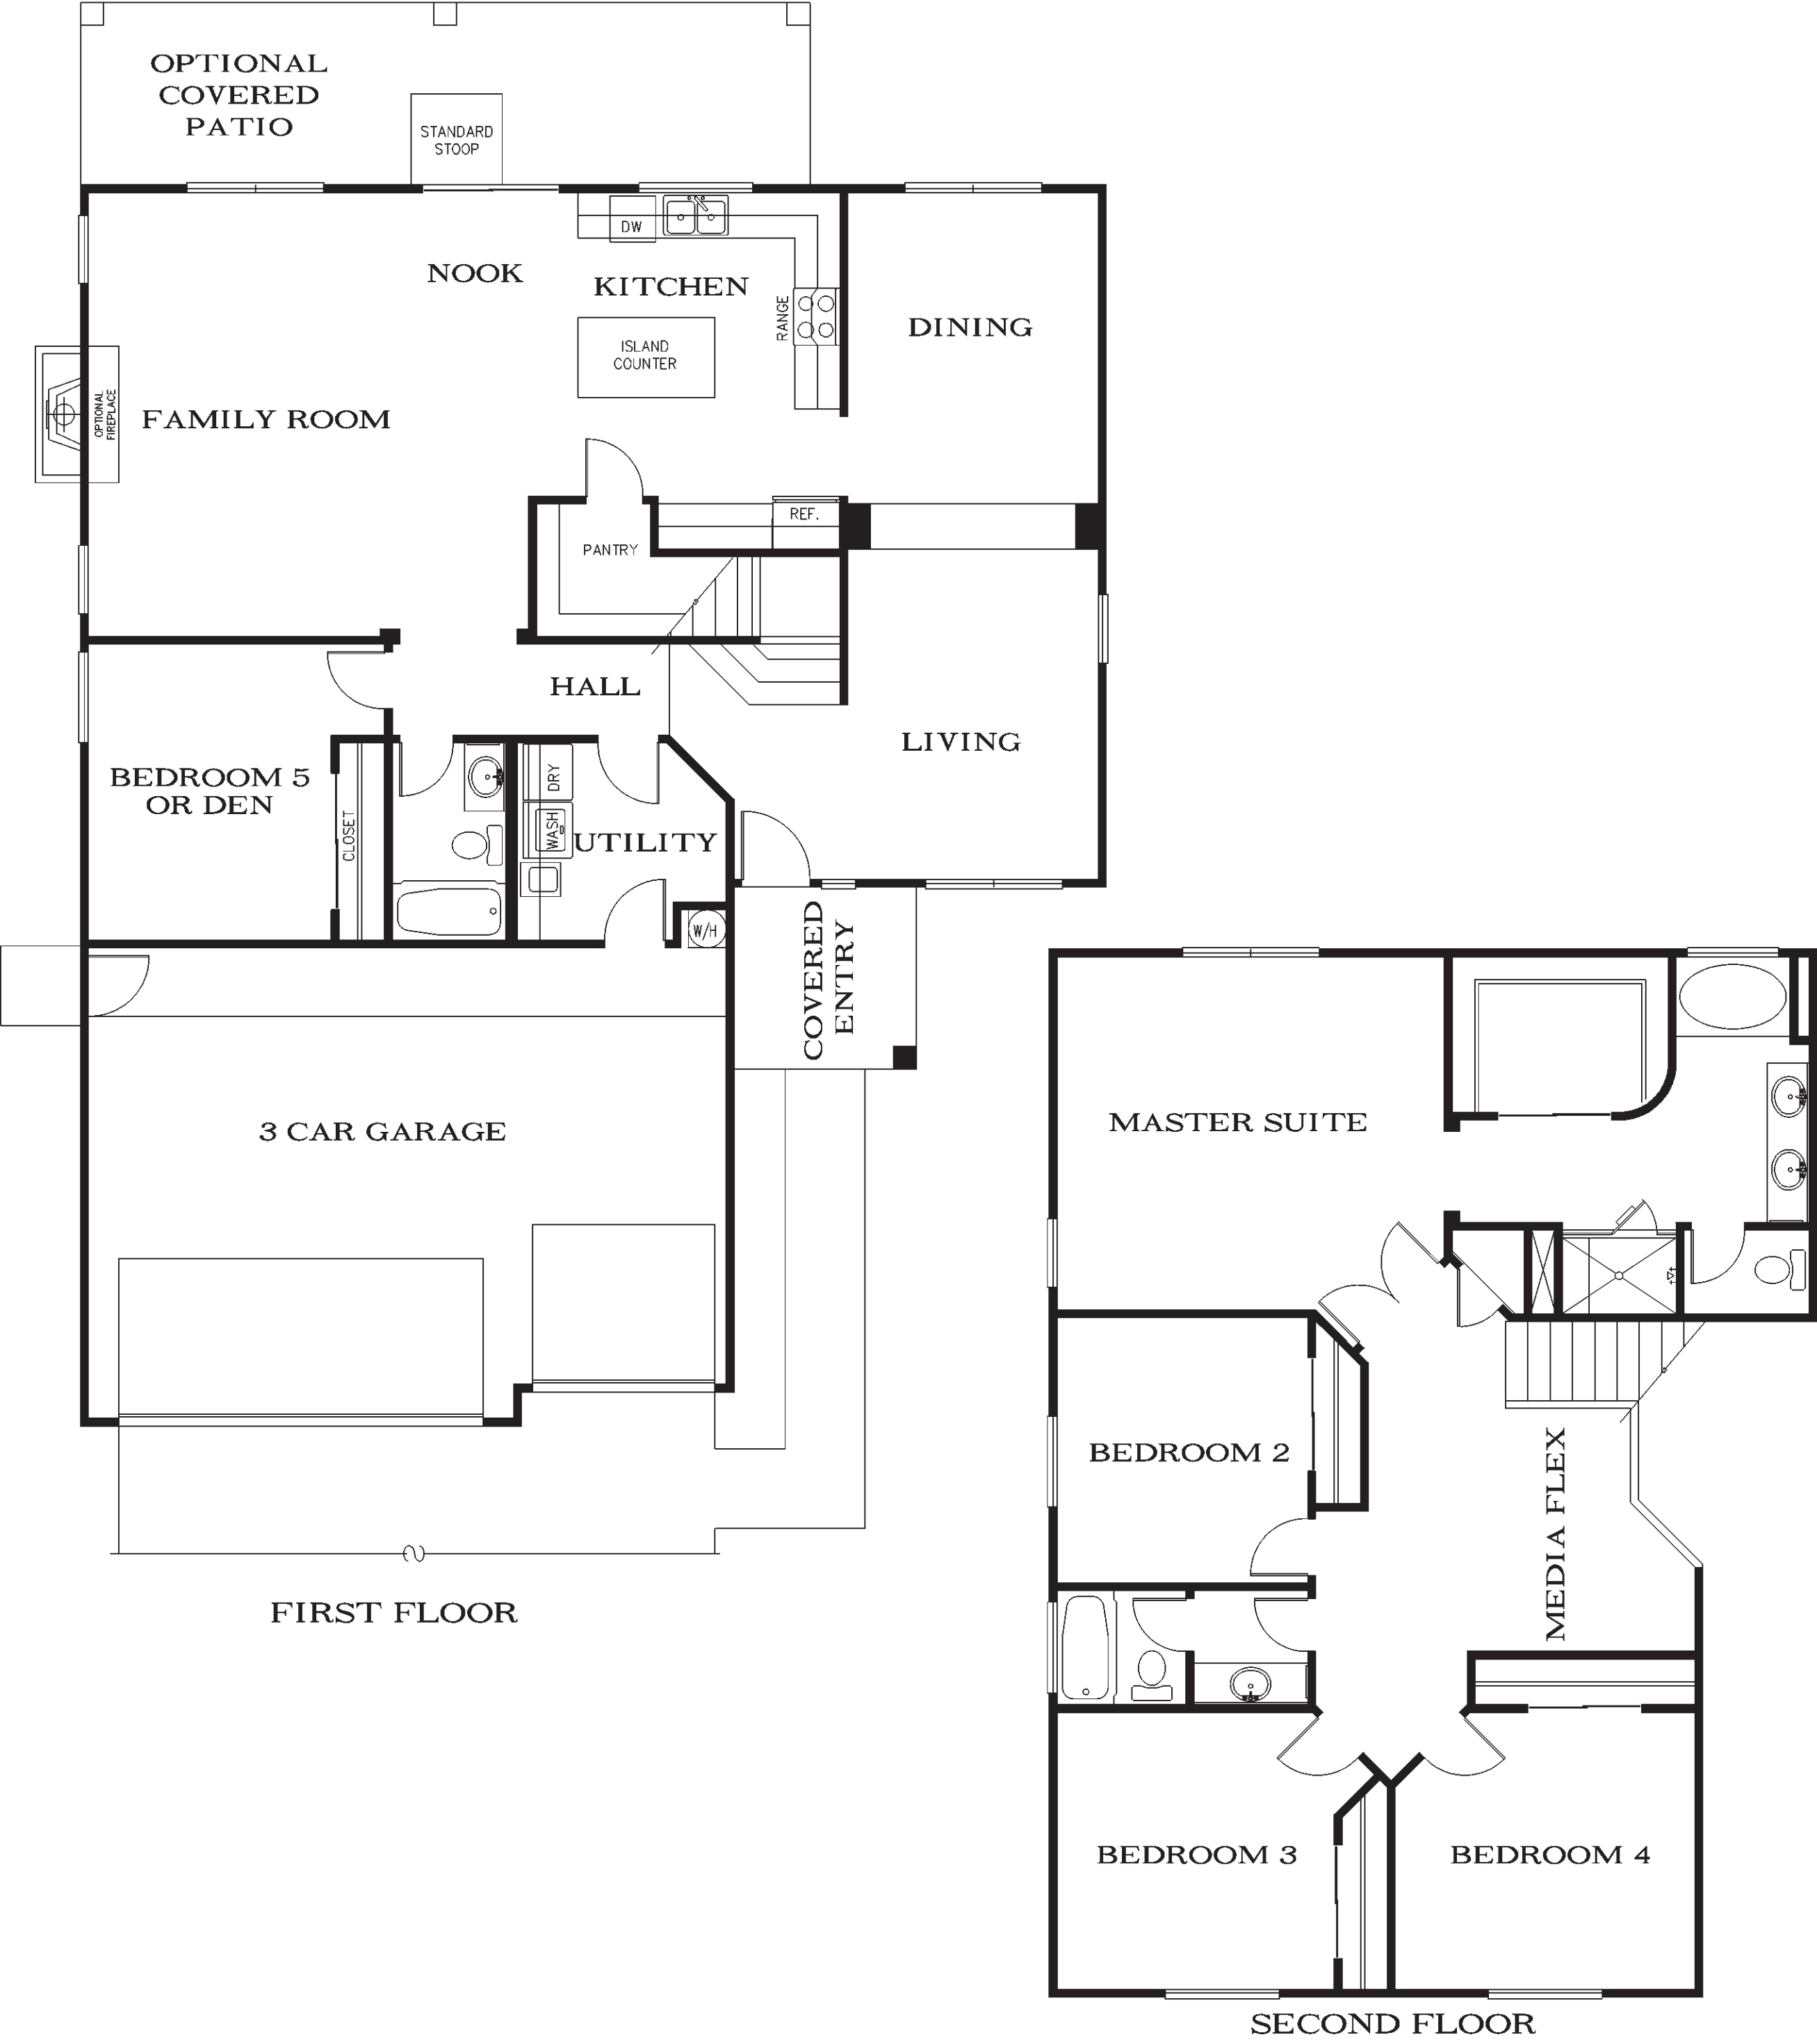 OPTIONAL
COVERED
PATIO
STANDARD
STOOP
DW
NOOK
KITCHEN
RANGE
DINING
ISLAND
COUNTER
OPTIONAL
FIREPLACE
FAMILY ROOM
REF.
PANTRY
HALL
LIVING
BEDROOM 5
OR DEN
CLOSET
DRY
WASH
UTILITY
W/H
COVERED
ENTRY
3 CAR GARAGE
FIRST FLOOR
MASTER SUITE
BEDROOM 2
MEDIA FLEX
BEDROOM 3
BEDROOM 4
SECOND FLOOR